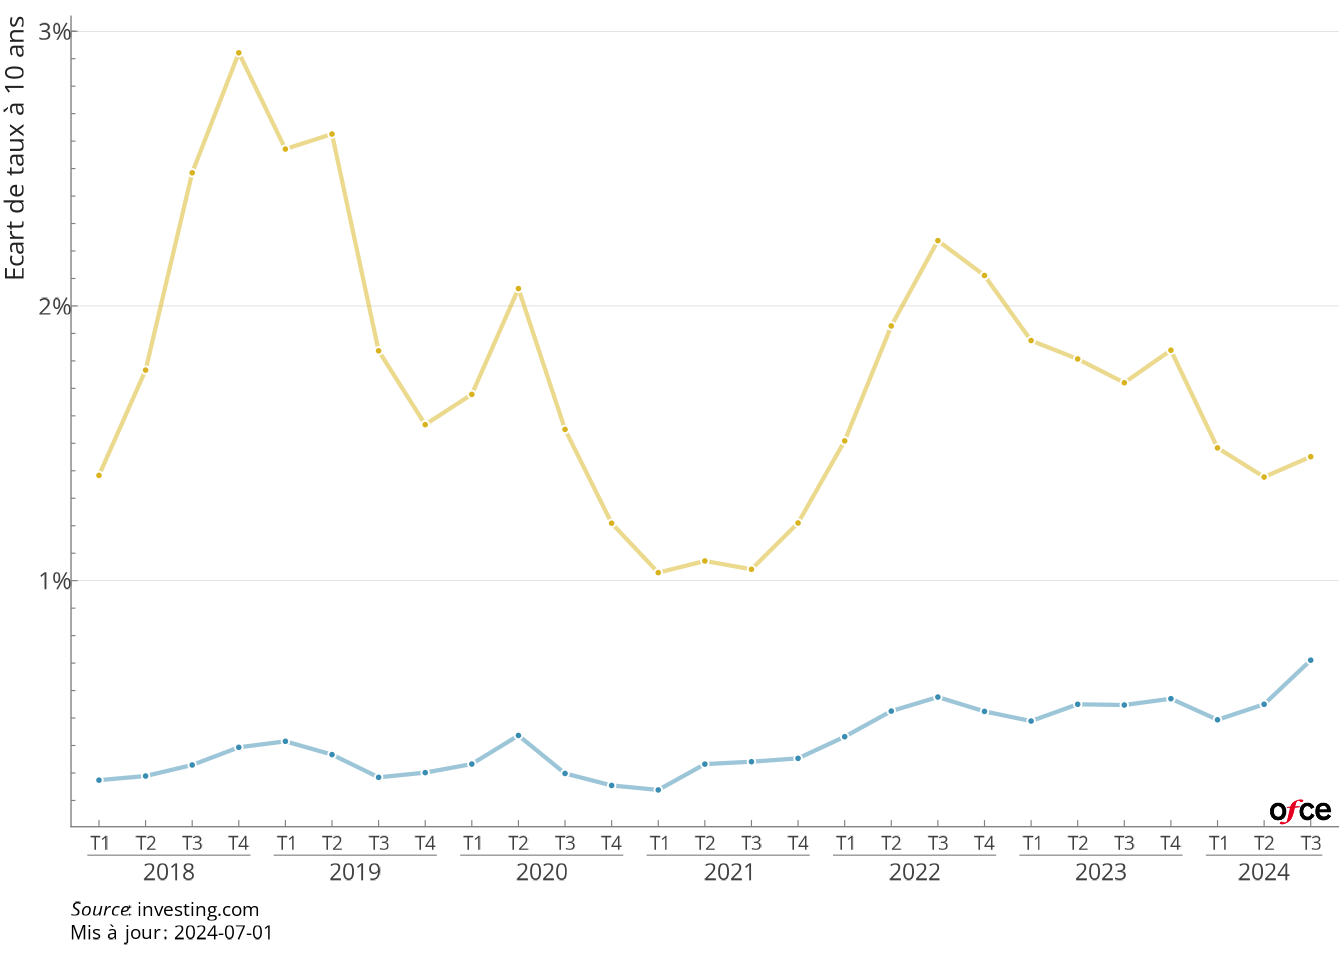 Ecart de taux à 10 ans
3%
2%
1%
ofce
T1 T2 T3 T4 T1 T2 T3 T4 T1 T2 T3 T4 T1 T2 T3 T4 T1 T2 T3 T4 T1 T2 T3 T4 T1 T2 T3
2018 2019 2020 2021 2022 2023 2024
Source: investing.com
Mis à jour: 2024-07-01